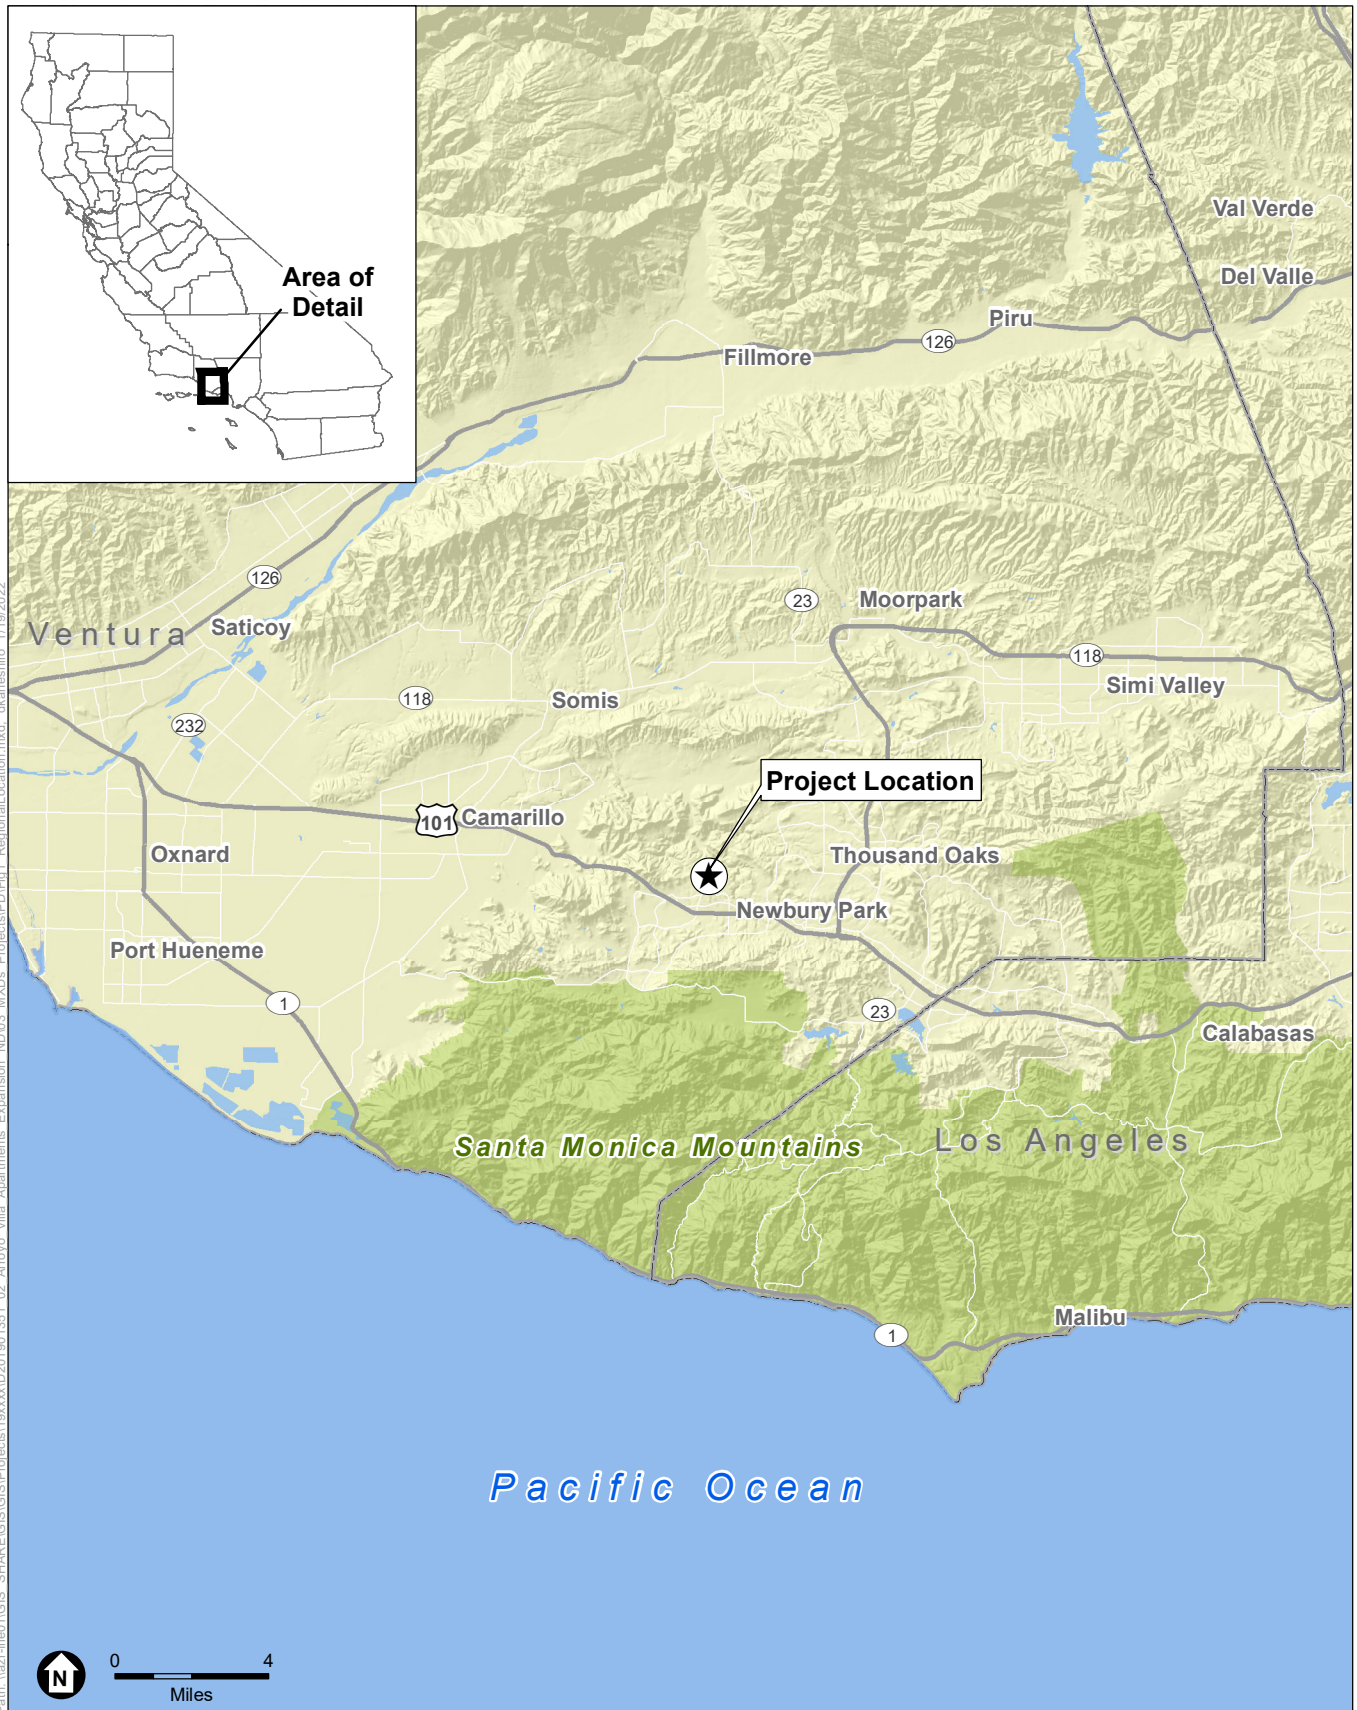 Area of
Detail
Val Verde
Del Valle
Piru
126
Fillmore
126
23
Moorpark
Ventura
Saticoy
118
Simi Valley
118
Somis
232
Project Location
101
Camarillo
Oxnard
Thousand Oaks
Newbury Park
Port Hueneme
1
23
Calabasas
Santa Monica Mountains
Los Angeles
Malibu
1
Pacific Ocean
N
0 4
Miles